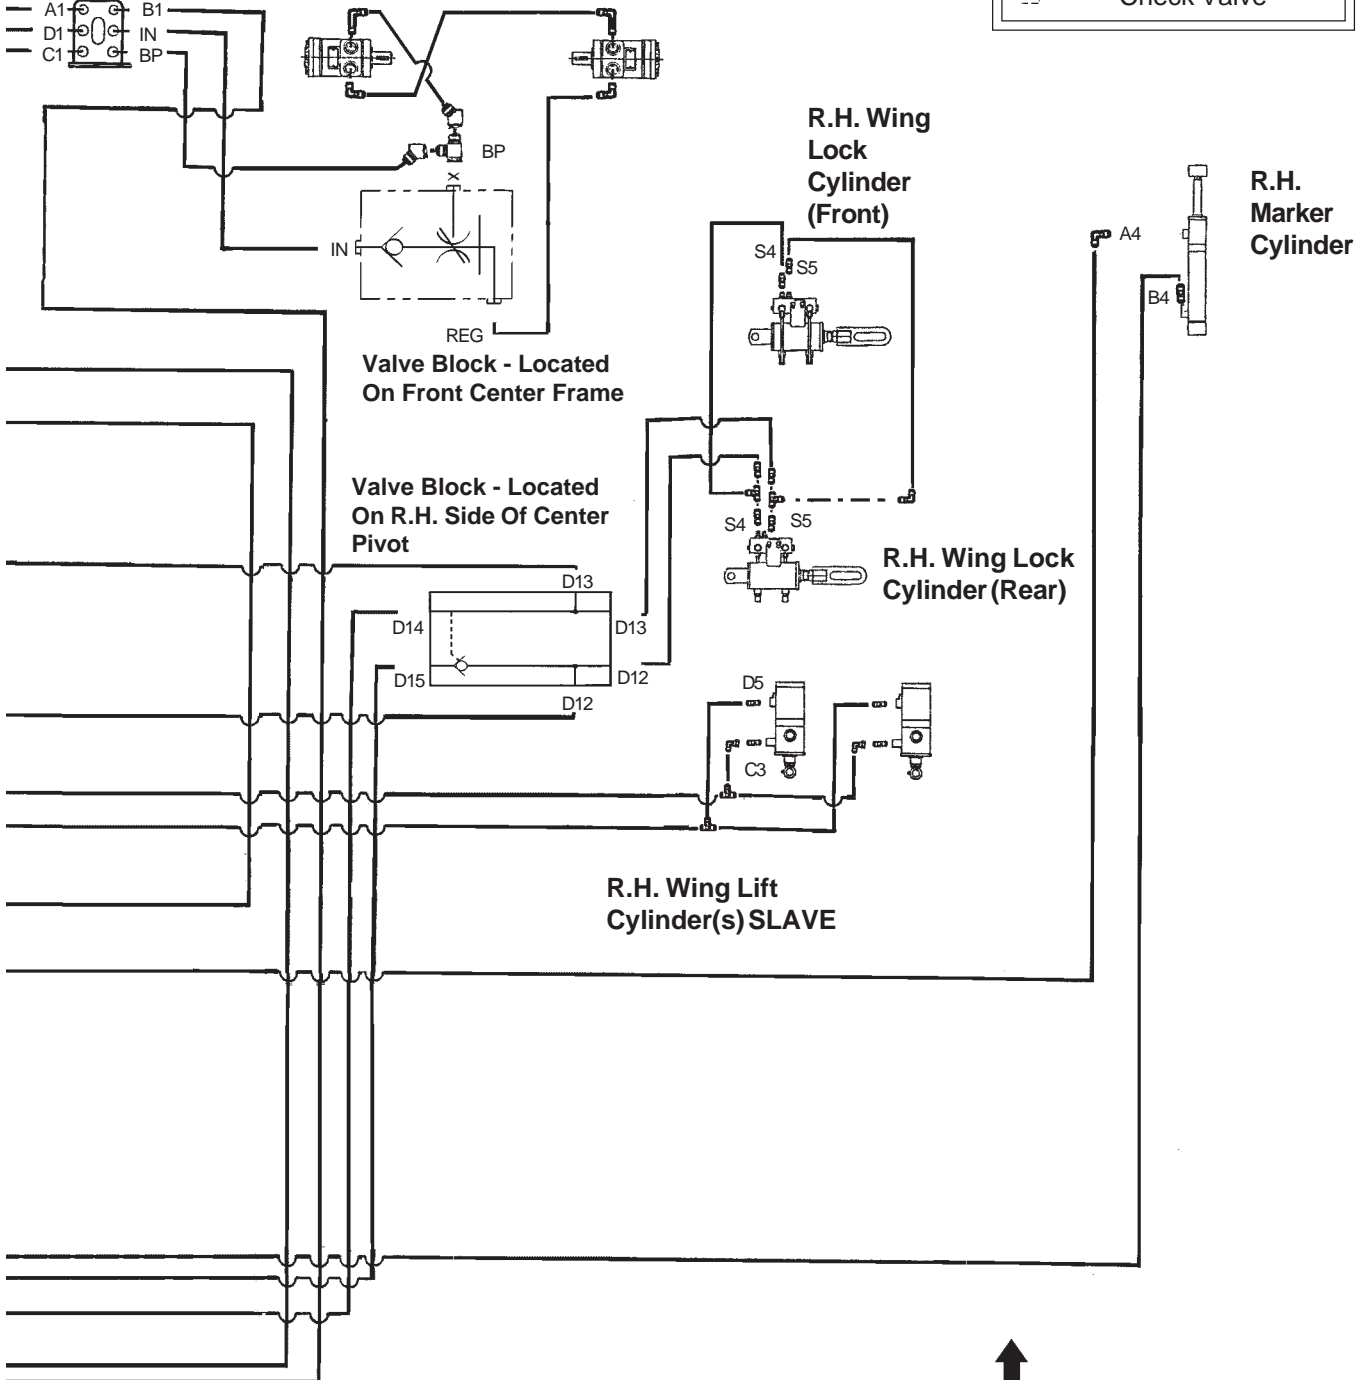 Check Valve
A1
B1
D1
IN
C1
BP
BP
X
IN
REG
Valve Block - Located
On Front Center Frame
R.H. Wing
Lock
Cylinder
(Front)
S4
S5
R.H.
Marker
Cylinder
A4
B4
Valve Block - Located
On R.H. Side Of Center
Pivot
S4
S5
R.H. Wing Lock
Cylinder (Rear)
D13
D14
D13
D15
D12
D12
D5
C3
R.H. Wing Lift
Cylinder(s) SLAVE